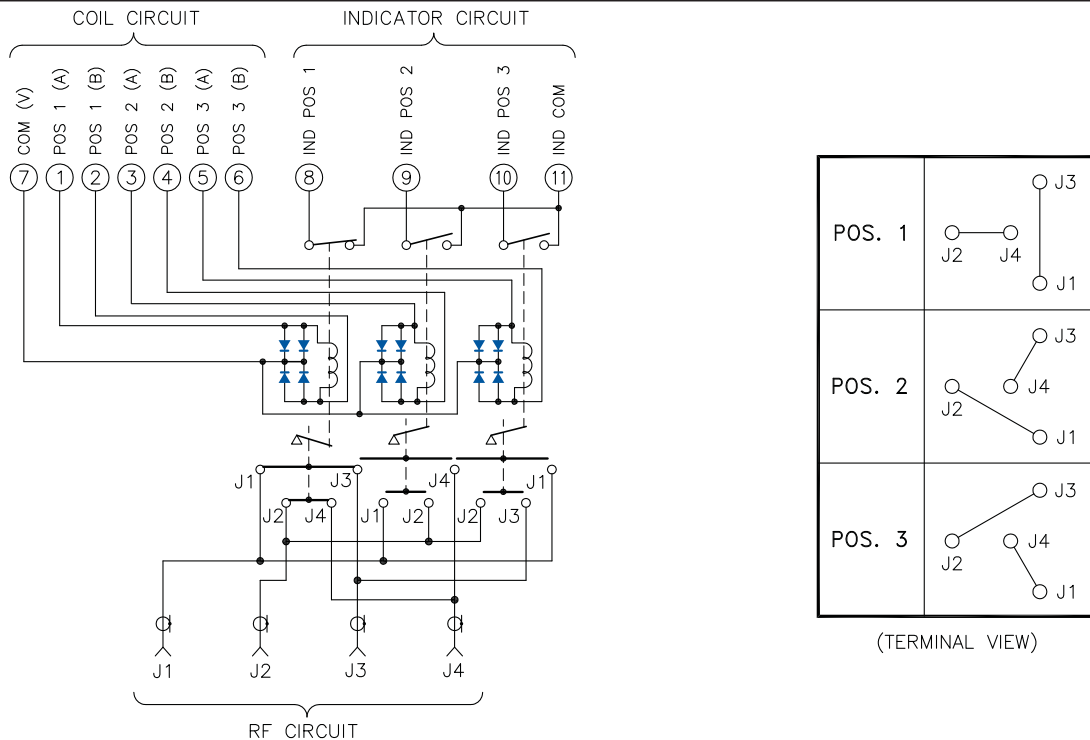 COIL CIRCUIT
INDICATOR CIRCUIT
COM (V)
POS 1 (A)
POS 1 (B)
POS 2 (A)
POS 2 (B)
POS 3 (A)
POS 3 (B)
IND POS 1
IND POS 2
IND POS 3
IND COM
7 1 2 3 4 5 6 8 9 10 11
J1 J3 J4 J1
J2 J4 J1 J2 J2 J3
J1 J2 J3 J4
RF CIRCUIT
POS. 1
J3
J2 J4
J1
POS. 2
J3
J4
J2
J1
POS. 3
J3
J4
J2
J1
(TERMINAL VIEW)